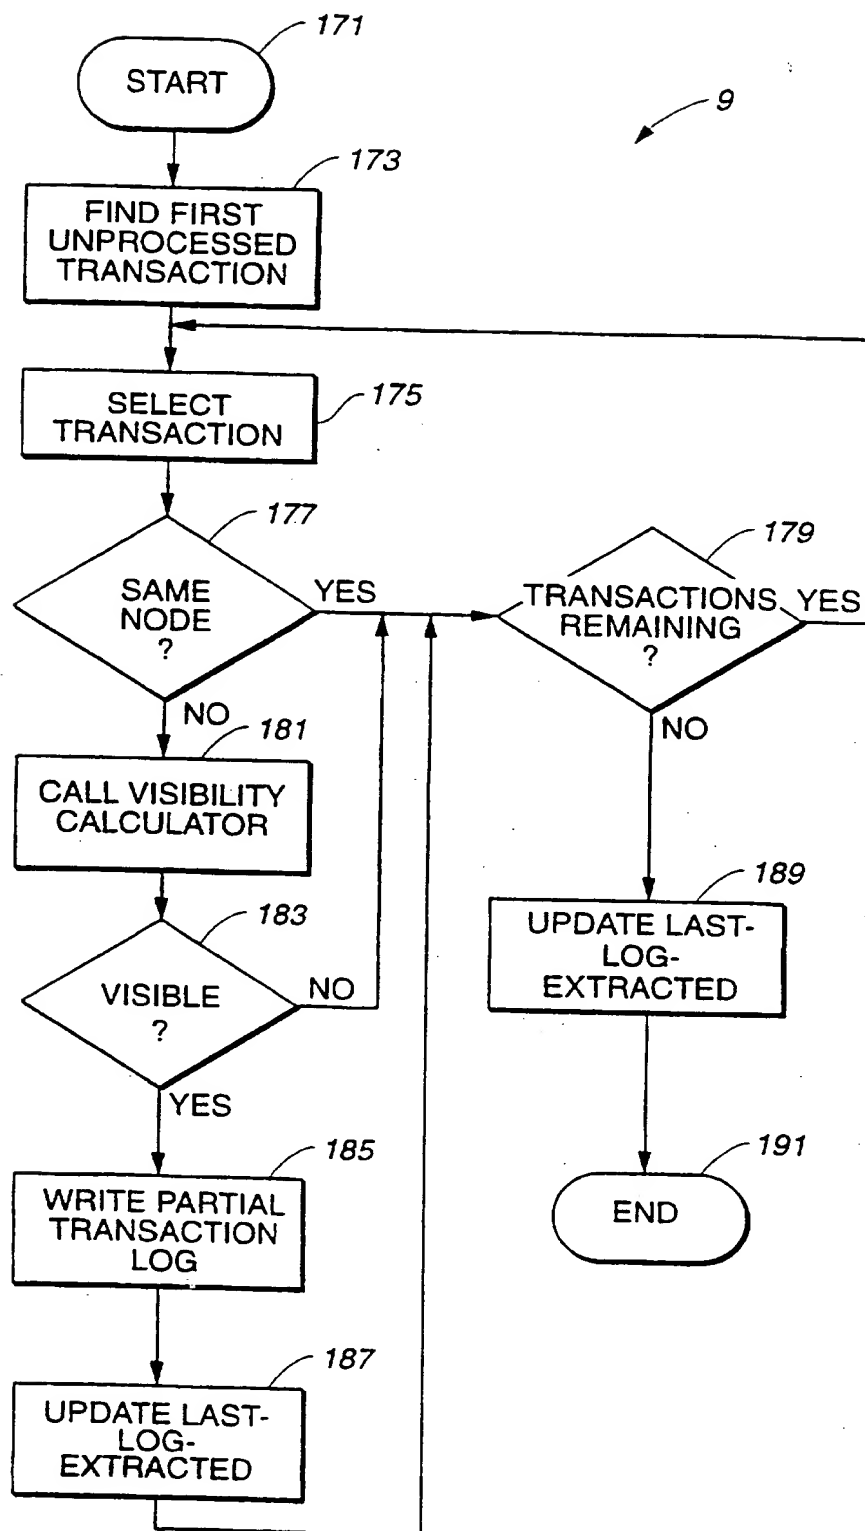 171
START
9
173
FIND FIRST
UNPROCESSED
TRANSACTION
175
SELECT
TRANSACTION
177
SAME
NODE
?
YES
NO
179
TRANSACTIONS
REMAINING
?
YES
NO
181
CALL VISIBILITY
CALCULATOR
183
VISIBLE
?
NO
YES
185
WRITE PARTIAL
TRANSACTION
LOG
187
UPDATE LAST-
LOG-
EXTRACTED
189
UPDATE LAST-
LOG-
EXTRACTED
191
END